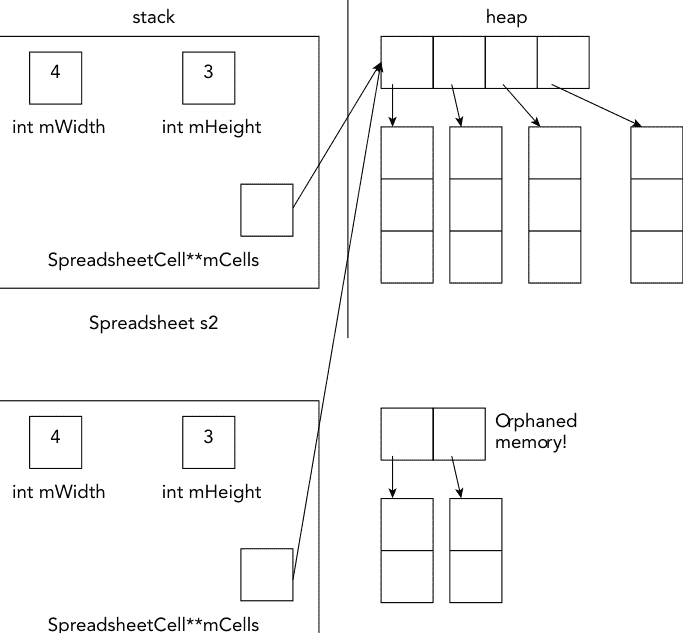 stack
heap
4
3
int mWidth
int mHeight
SpreadsheetCell**mCells
Spreadsheet s2
4
3
Orphaned
memory!
int mWidth
int mHeight
SpreadsheetCell**mCells